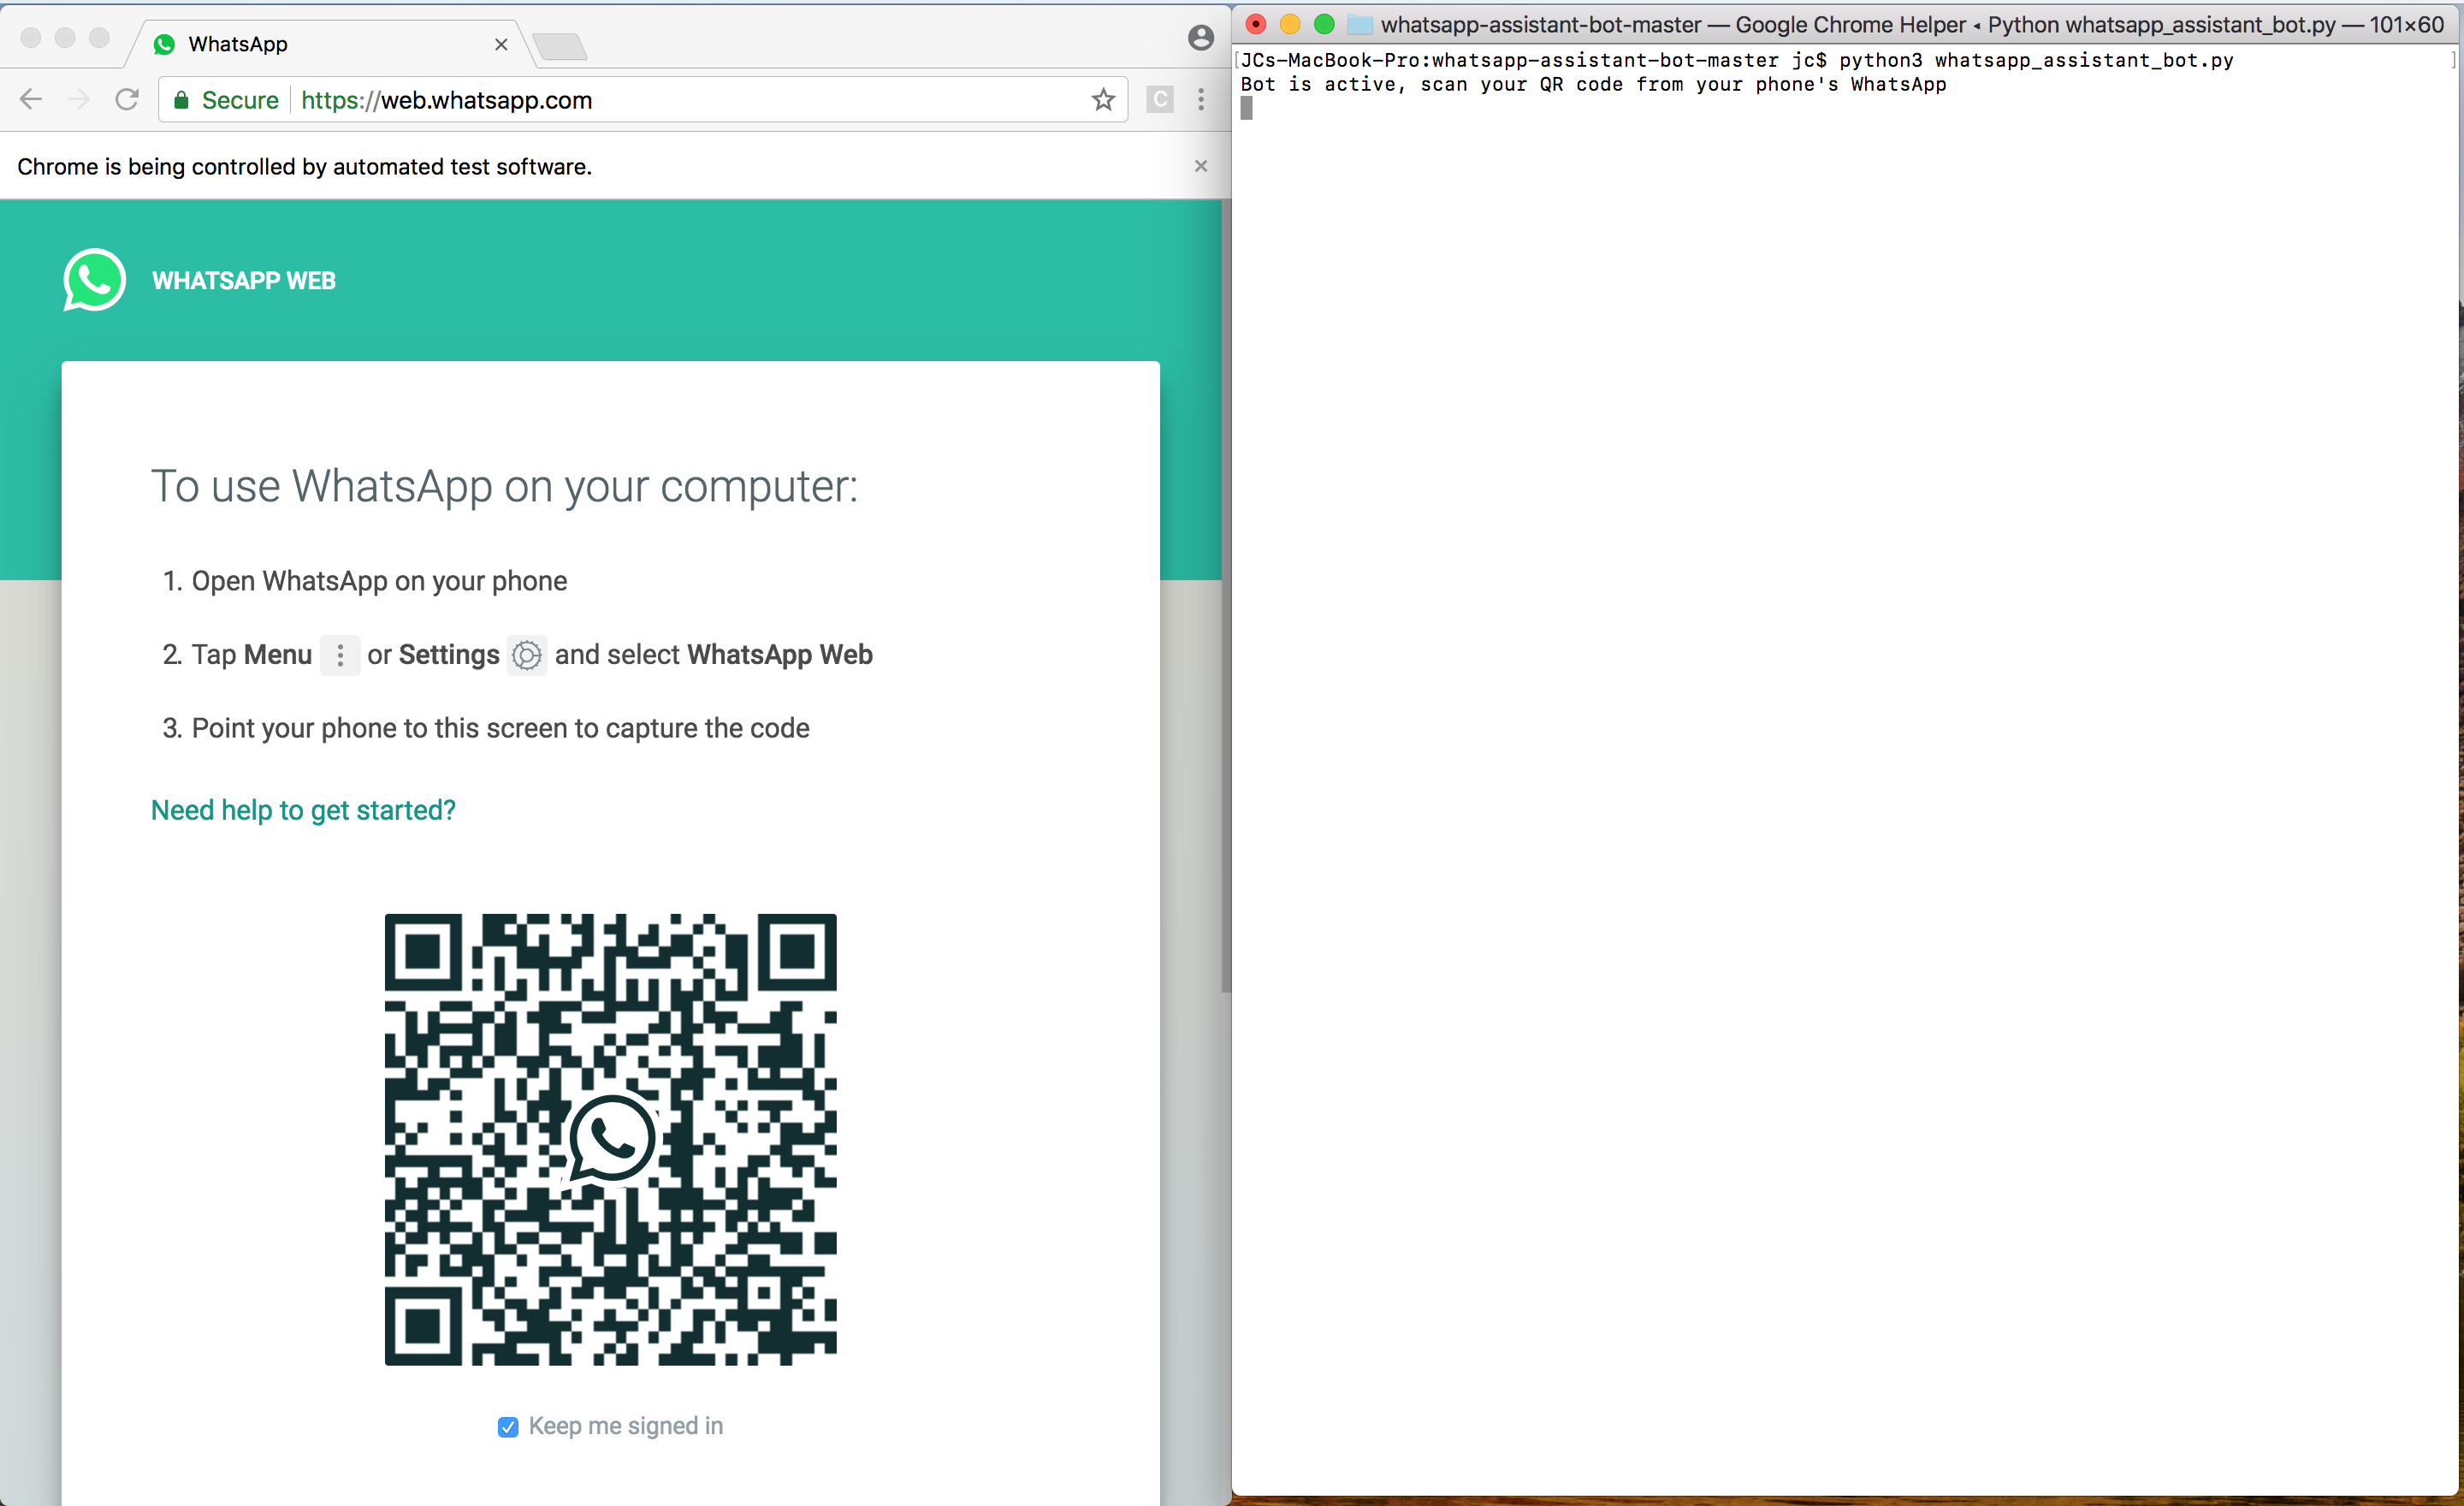 WhatsApp
Secure https://web.whatsapp.com
C
Chrome is being controlled by automated test software.
WHATSAPP WEB
To use WhatsApp on your computer:
1. Open WhatsApp on your phone
2. Tap Menu or Settings and select WhatsApp Web
3. Point your phone to this screen to capture the code
Need help to get started?
Keep me signed in
whatsapp-assistant-bot-master — Google Chrome Helper ◂ Python whatsapp_assistant_bot.py — 101×60
[JCs-MacBook-Pro:whatsapp-assistant-bot-master jc$ python3 whatsapp_assistant_bot.py ]
Bot is active, scan your QR code from your phone's WhatsApp